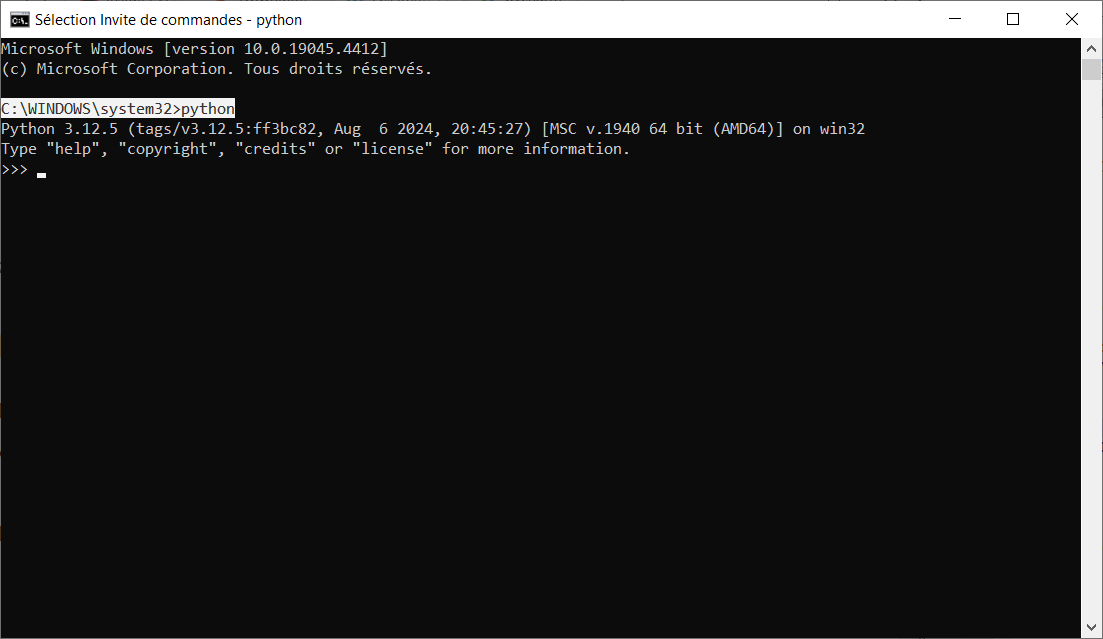 Sélection Invite de commandes - python
Microsoft Windows [version 10.0.19045.4412]
(c) Microsoft Corporation. Tous droits réservés.
C:\WINDOWS\system32>python
Python 3.12.5 (tags/v3.12.5:ff3bc82, Aug  6 2024, 20:45:27) [MSC v.1940 64 bit (AMD64)] on win32
Type "help", "copyright", "credits" or "license" for more information.
>>>